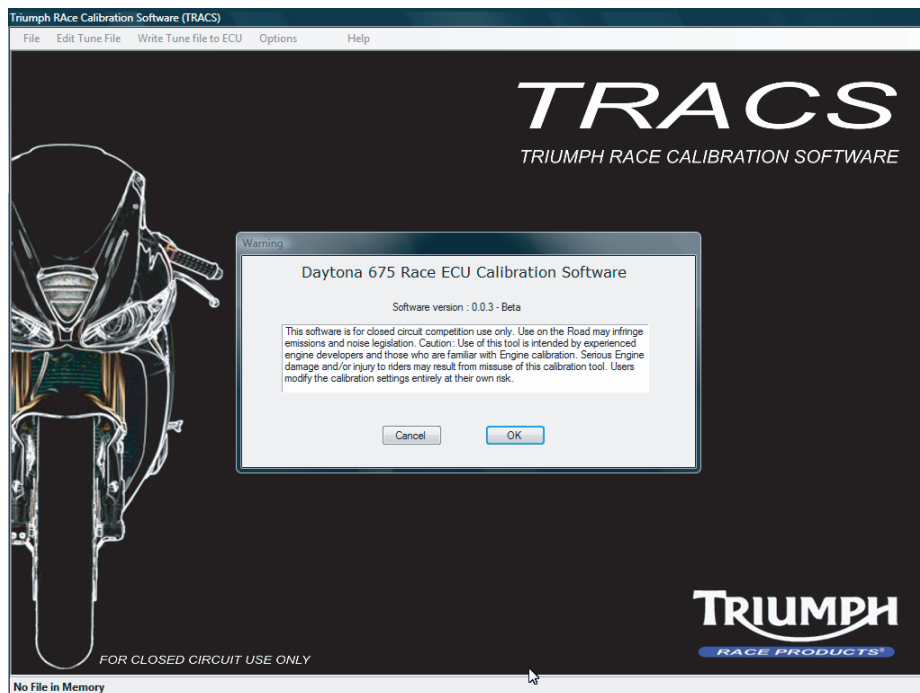 Triumph RAce Calibration Software (TRACS)
File Edit Tune File Write Tune file to ECU Options Help
TRACS
TRIUMPH RACE CALIBRATION SOFTWARE
Warning
Daytona 675 Race ECU Calibration Software
Software version : 0.0.3 - Beta
This software is for closed circuit competition use only. Use on the Road may infringe
emissions and noise legislation. Caution: Use of this tool is intended by experienced
engine developers and those who are familiar with Engine calibration. Serious Engine
damage and/or injury to riders may result from missuse of this calibration tool. Users
modify the calibration settings entirely at their own risk.
Cancel OK
TRIUMPH
RACE PRODUCTS®
FOR CLOSED CIRCUIT USE ONLY
No File in Memory